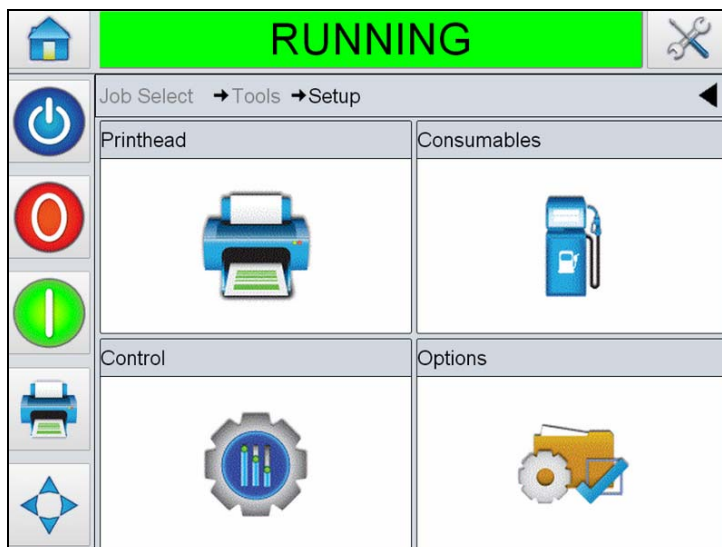 RUNNING
Job Select ➔Tools ➔Setup
Printhead
Consumables
Control
Options